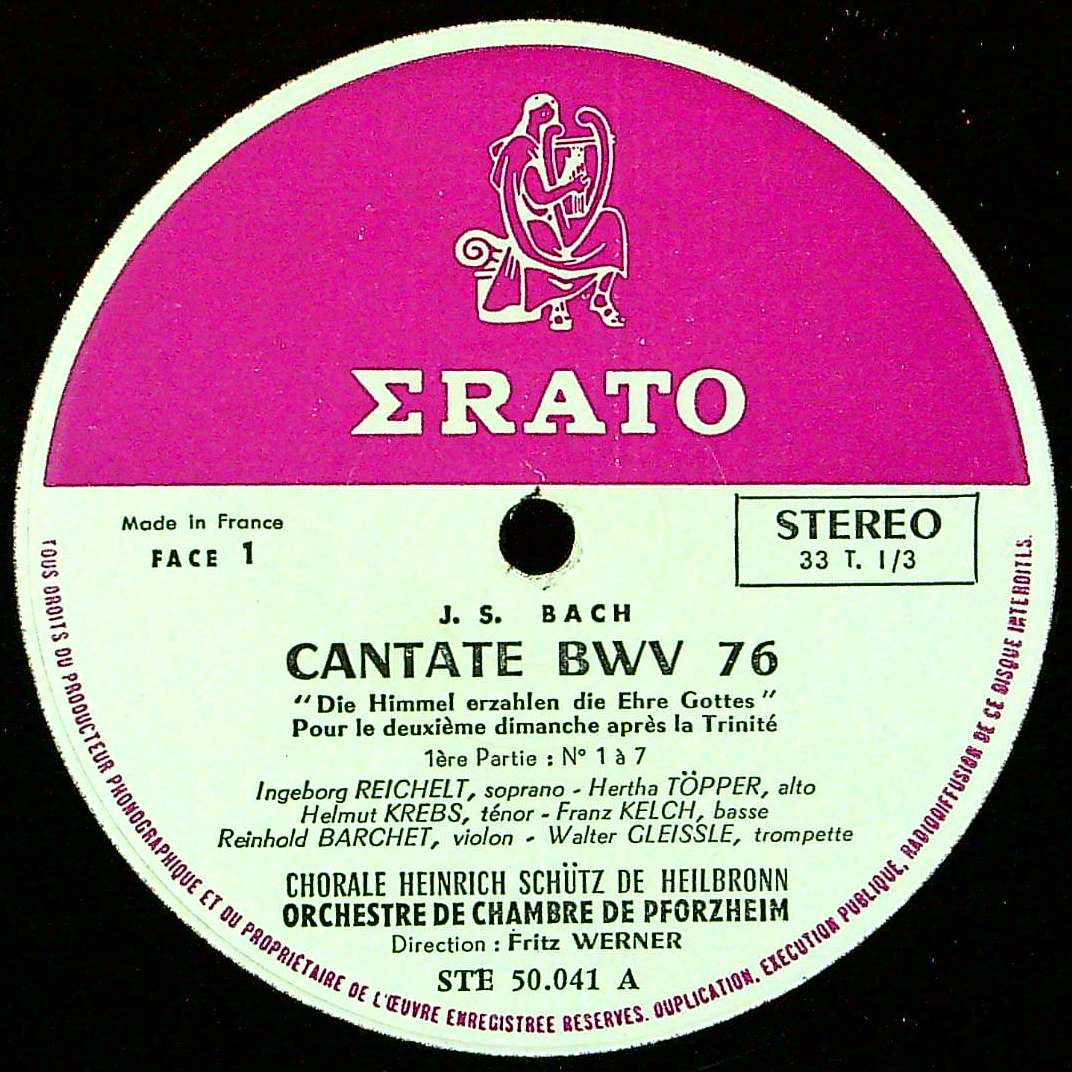 ΣRATO
Made in France
FACE 1
STEREO
33 T. 1/3
J. S. BACH
CANTATE BWV 76
"Die Himmel erzahlen die Ehre Gottes"
Pour le deuxième dimanche après la Trinité
1ère Partie : N° 1 à 7
Ingeborg REICHELT, soprano - Hertha TÖPPER, alto
Helmut KREBS, ténor - Franz KELCH, basse
Reinhold BARCHET, violon - Walter GLEISSLE, trompette
CHORALE HEINRICH SCHÜTZ DE HEILBRONN
ORCHESTRE DE CHAMBRE DE PFORZHEIM
Direction : Fritz WERNER
STE 50.041 A
TOUS DROITS DU PRODUCTEUR PHONOGRAPHIQUE ET DU PROPRIÉTAIRE DE L'ŒUVRE ENREGISTREE RÉSERVES. DUPLICATION, EXECUTION PUBLIQUE, RADIODIFFUSION DE CE DISQUE INTERDITES.